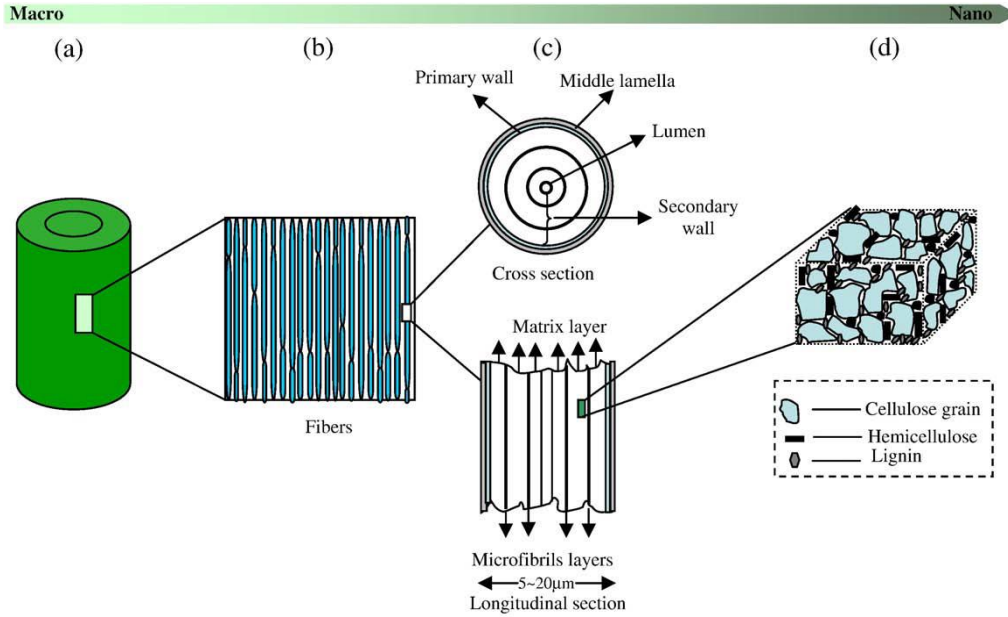 Macro
Nano
(a)
(b)
(c)
(d)
Primary wall
Middle lamella
Lumen
Secondary
wall
Cross section
Matrix layer
Fibers
Cellulose grain
Hemicellulose
Lignin
Microfibrils layers
5~20μm
Longitudinal section